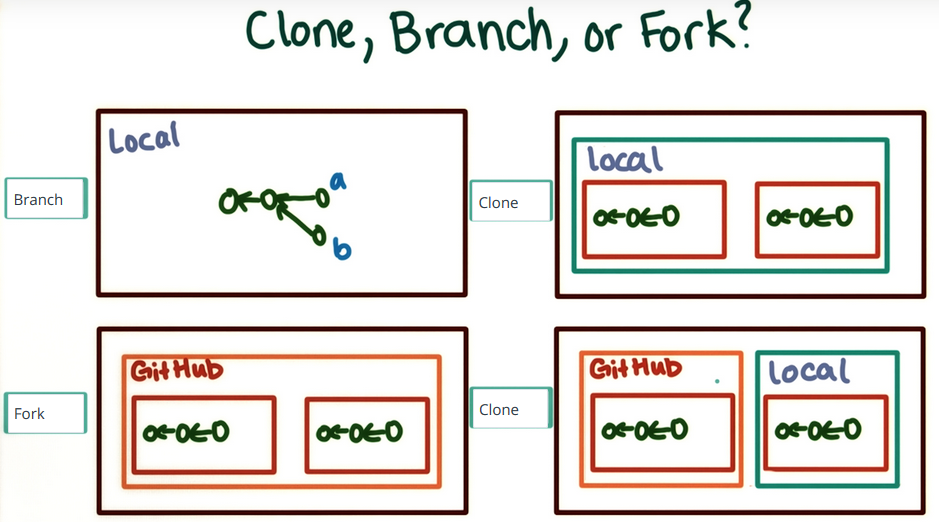 Clone, Branch, or Fork?
Local
a
b
Branch
Clone
local
GitHub
Fork
Clone
GitHub
local